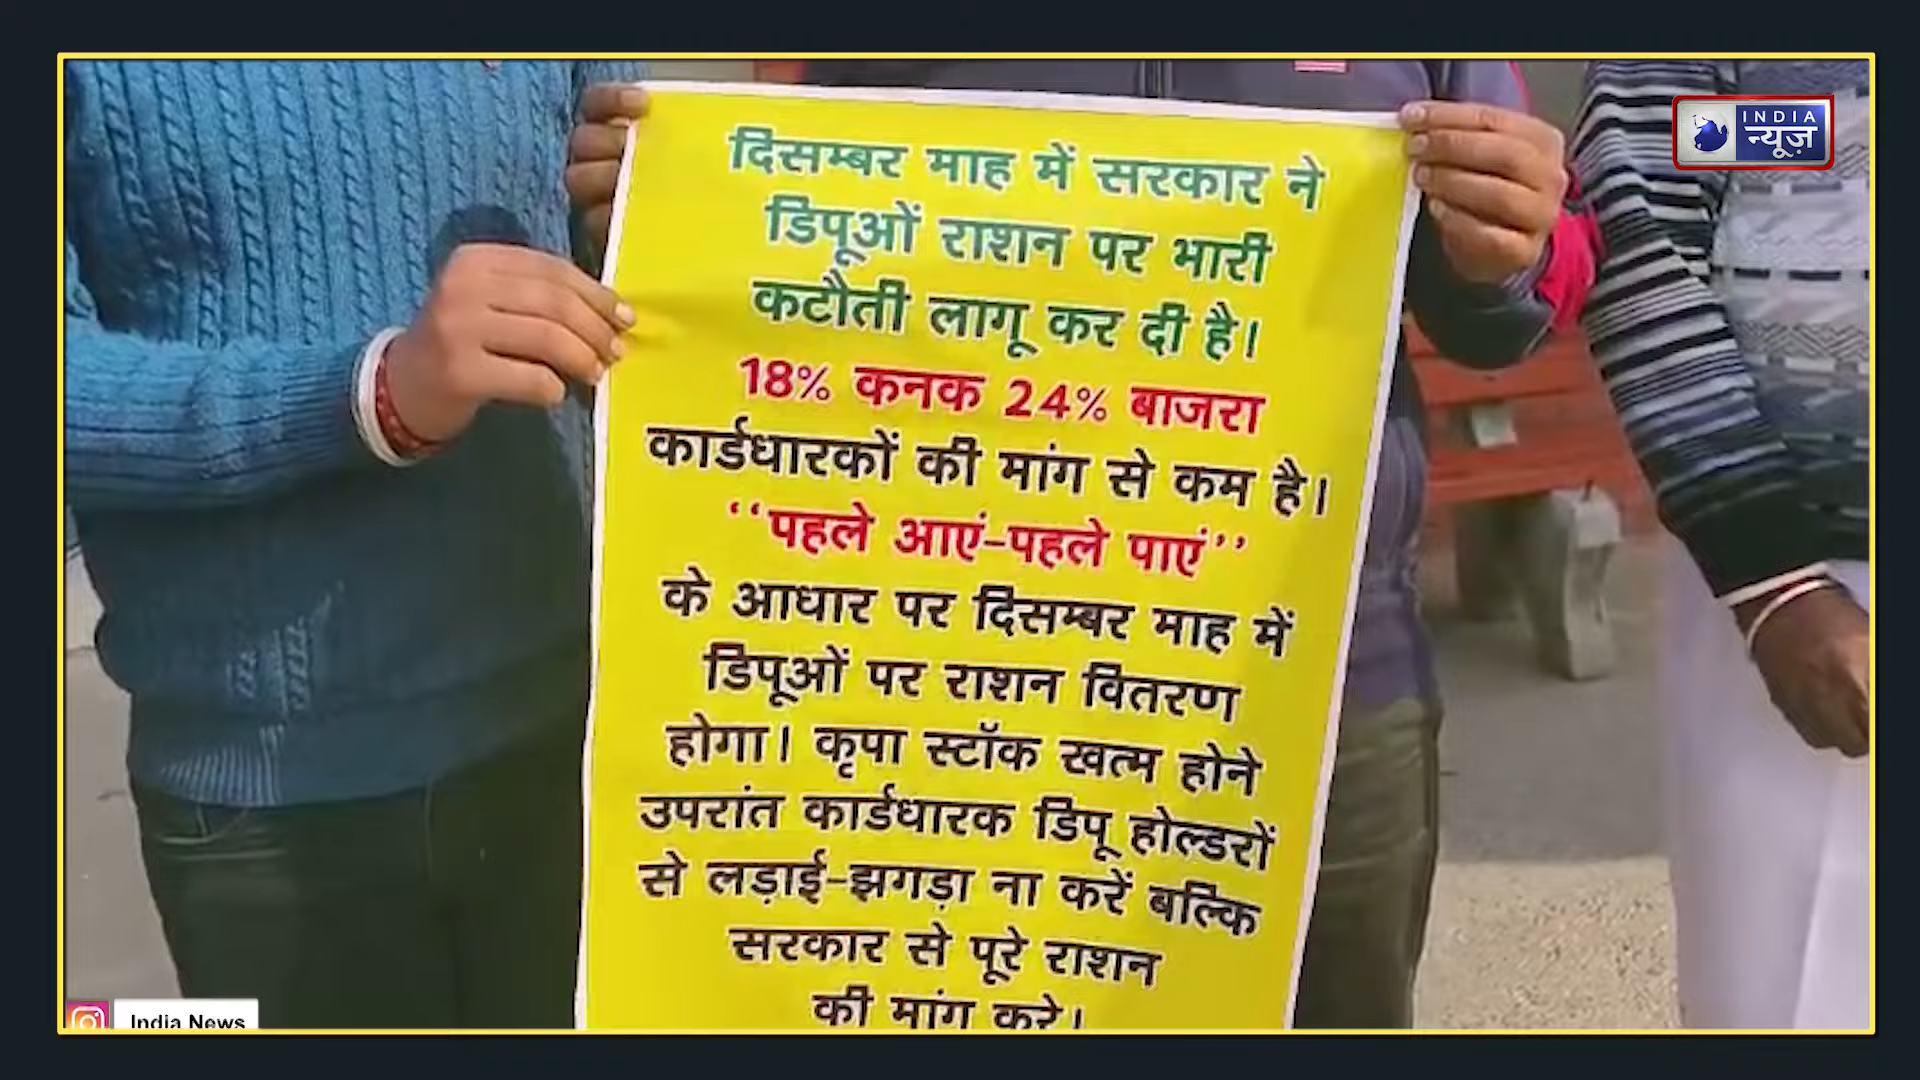 INDIA
न्यूज़
दिसम्बर माह में सरकार ने
डिपूओं राशन पर भारी
कटौती लागू कर दी है।
18% कनक 24% बाजरा
कार्डधारकों की मांग से कम है।
‘‘पहले आएं-पहले पाएं’’
के आधार पर दिसम्बर माह में
डिपूओं पर राशन वितरण
होगा। कृपा स्टॉक खत्म होने
उपरांत कार्डधारक डिपू होल्डरों
से लड़ाई-झगड़ा ना करें बल्कि
सरकार से पूरे राशन
की मांग करे।
India News